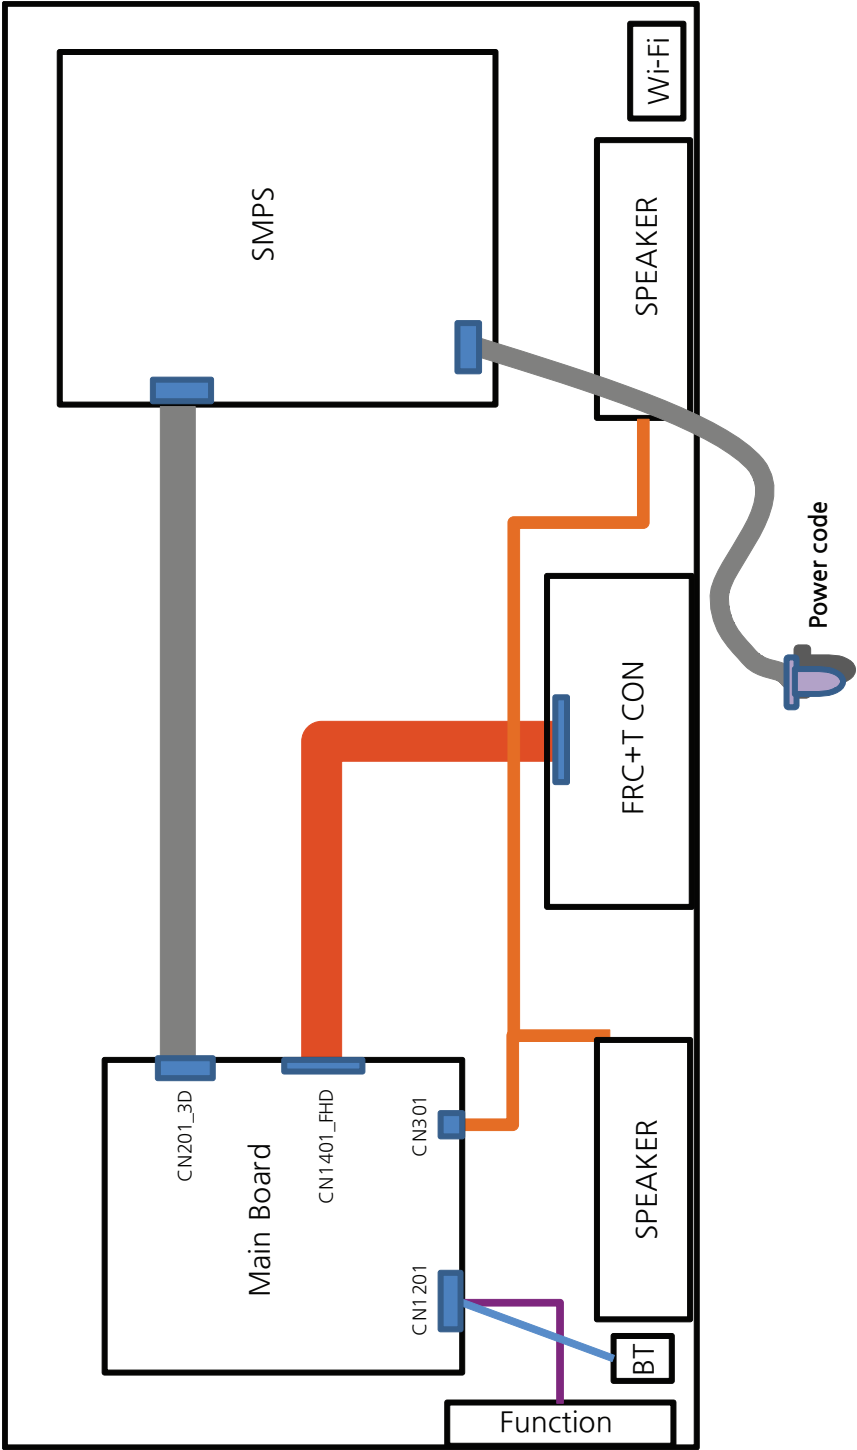 Wi-Fi
SMPS
SPEAKER
Power code
FRC+T CON
CN201_3D
CN1401_FHD
CN301
Main Board
SPEAKER
CN1201
BT
Function